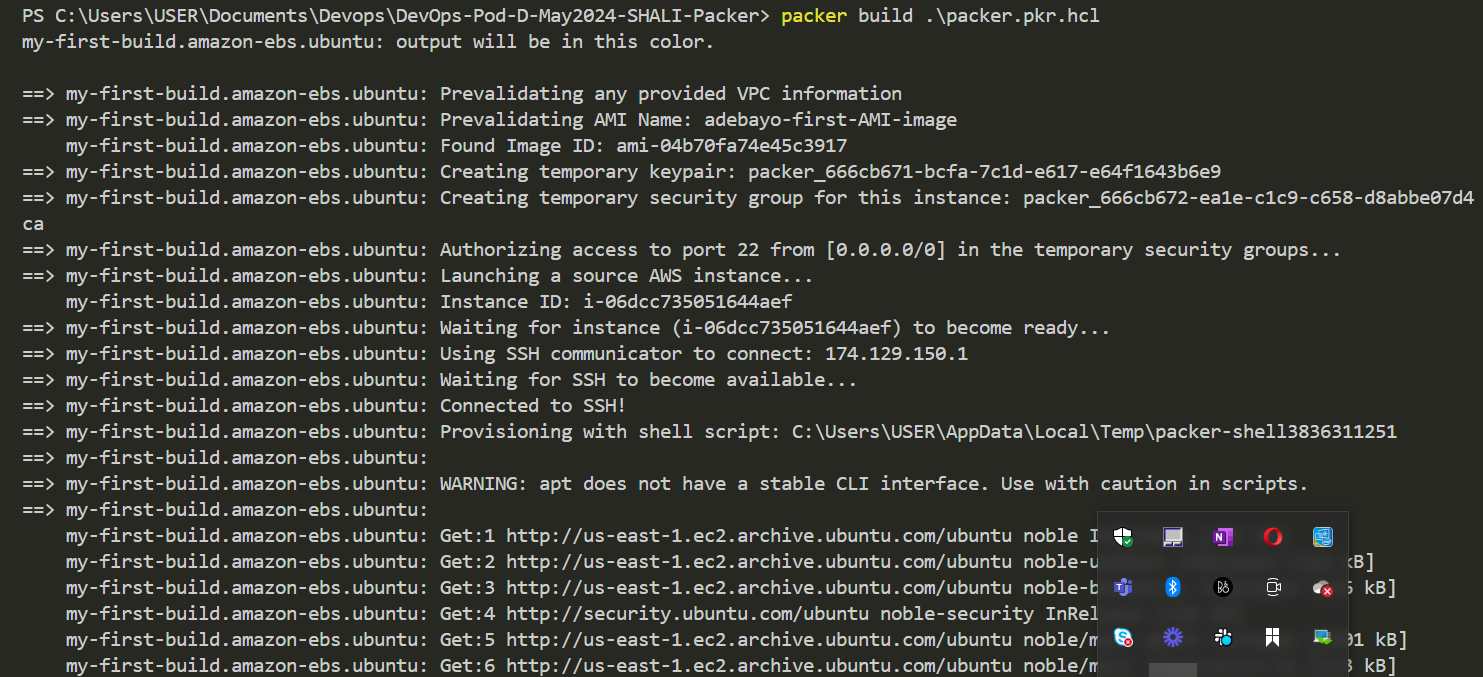 PS C:\Users\USER\Documents\Devops\DevOps-Pod-D-May2024-SHALI-Packer> packer build .\packer.pkr.hcl
my-first-build.amazon-ebs.ubuntu: output will be in this color.
==> my-first-build.amazon-ebs.ubuntu: Prevalidating any provided VPC information
==> my-first-build.amazon-ebs.ubuntu: Prevalidating AMI Name: adebayo-first-AMI-image
my-first-build.amazon-ebs.ubuntu: Found Image ID: ami-04b70fa74e45c3917
==> my-first-build.amazon-ebs.ubuntu: Creating temporary keypair: packer_666cb671-bcfa-7c1d-e617-e64f1643b6e9
==> my-first-build.amazon-ebs.ubuntu: Creating temporary security group for this instance: packer_666cb672-ea1e-c1c9-c658-d8abbe07d4
ca
==> my-first-build.amazon-ebs.ubuntu: Authorizing access to port 22 from [0.0.0.0/0] in the temporary security groups...
==> my-first-build.amazon-ebs.ubuntu: Launching a source AWS instance...
my-first-build.amazon-ebs.ubuntu: Instance ID: i-06dcc735051644aef
==> my-first-build.amazon-ebs.ubuntu: Waiting for instance (i-06dcc735051644aef) to become ready...
==> my-first-build.amazon-ebs.ubuntu: Using SSH communicator to connect: 174.129.150.1
==> my-first-build.amazon-ebs.ubuntu: Waiting for SSH to become available...
==> my-first-build.amazon-ebs.ubuntu: Connected to SSH!
==> my-first-build.amazon-ebs.ubuntu: Provisioning with shell script: C:\Users\USER\AppData\Local\Temp\packer-shell3836311251
==> my-first-build.amazon-ebs.ubuntu:
==> my-first-build.amazon-ebs.ubuntu: WARNING: apt does not have a stable CLI interface. Use with caution in scripts.
==> my-first-build.amazon-ebs.ubuntu:
my-first-build.amazon-ebs.ubuntu: Get:1 http://us-east-1.ec2.archive.ubuntu.com/ubuntu noble
my-first-build.amazon-ebs.ubuntu: Get:2 http://us-east-1.ec2.archive.ubuntu.com/ubuntu kB]
my-first-build.amazon-ebs.ubuntu: Get:3 http://us-east-1.ec2.archive.ubuntu.com/ubuntu kB]
my-first-build.amazon-ebs.ubuntu: Get:4 http://security.ubuntu.com/ubuntu noble-security
my-first-build.amazon-ebs.ubuntu: Get:5 http://us-east-1.ec2.archive.ubuntu.com/ubuntu kB]
my-first-build.amazon-ebs.ubuntu: Get:6 http://us-east-1.ec2.archive.ubuntu.com/ubuntu kB]